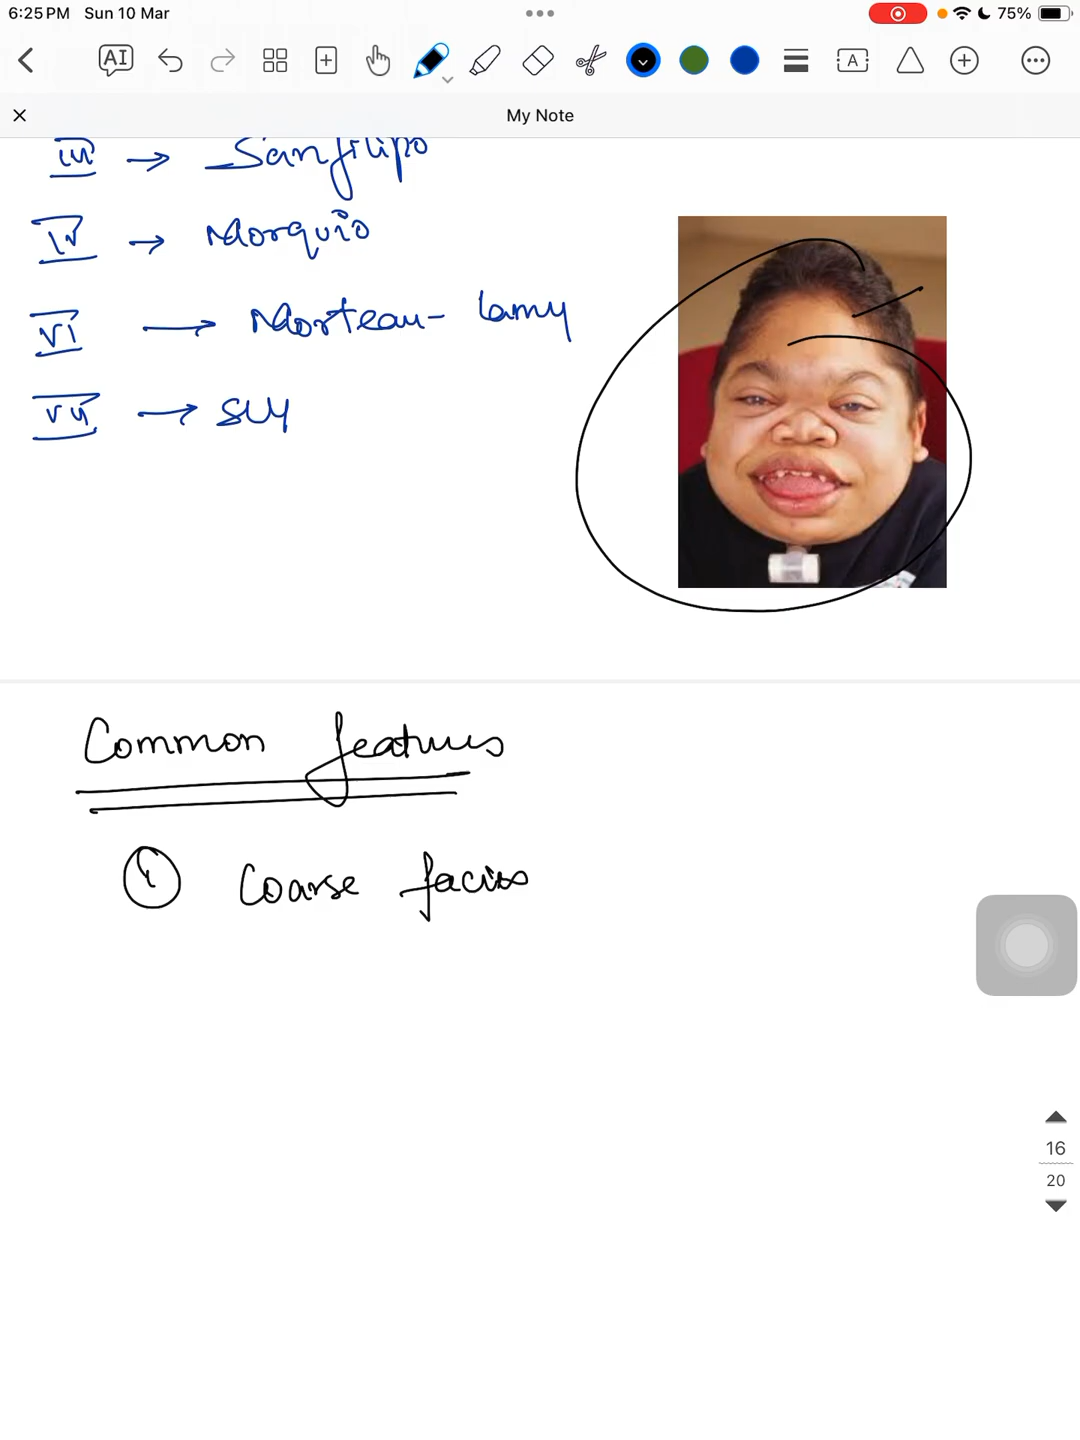 6:25 PM Sun 10 Mar
75%
AI
A
My Note
III → Sanfilipo
IV → Morquio
VI → Morteau- lamy
VII → SLY
Common features
① Coarse facies
16
20